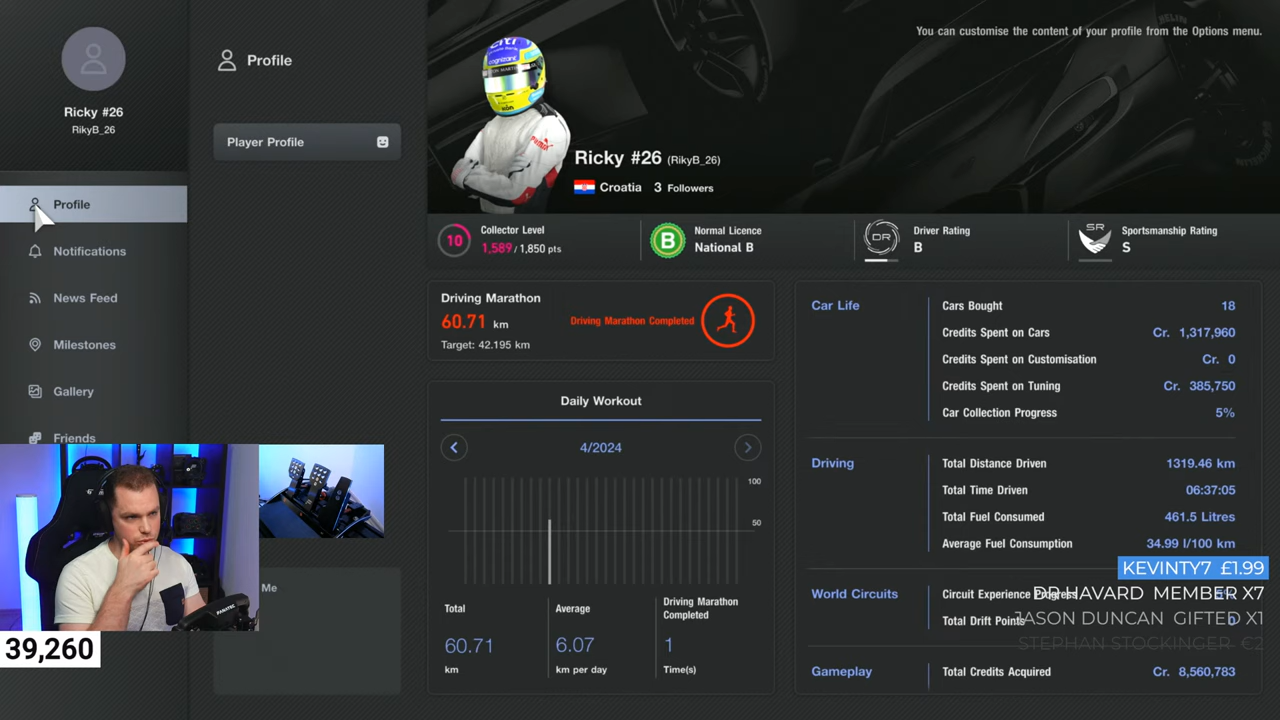 Ricky #26
RikyB_26
Profile
Notifications
News Feed
Milestones
Gallery
Friends
Profile
Player Profile
Me
39,260
FANATEC
You can customise the content of your profile from the Options menu.
citi
cognizant
PUMA
Ricky #26 (RikyB_26)
Croatia 3 Followers
10
Collector Level
1,589 / 1,850 pts
B
Normal Licence
National B
DR
Driver Rating
B
SR
Sportsmanship Rating
S
Driving Marathon
60.71 km
Target: 42.195 km
Driving Marathon Completed
Daily Workout
4/2024
100
50
Total
60.71
km
Average
6.07
km per day
Driving Marathon
Completed
1
Time(s)
Car Life
Cars Bought 18
Credits Spent on Cars Cr. 1,317,960
Credits Spent on Customisation Cr. 0
Credits Spent on Tuning Cr. 385,750
Car Collection Progress 5%
Driving
Total Distance Driven 1319.46 km
Total Time Driven 06:37:05
Total Fuel Consumed 461.5 Litres
Average Fuel Consumption 34.99 l/100 km
World Circuits
Circuit Experience Progress
Total Drift Points 0
Gameplay
Total Credits Acquired Cr. 8,560,783
KEVINTY7 £1.99
DR HAVARD MEMBER X7
JASON DUNCAN GIFTED X1
STEPHAN STOCKINGER €2